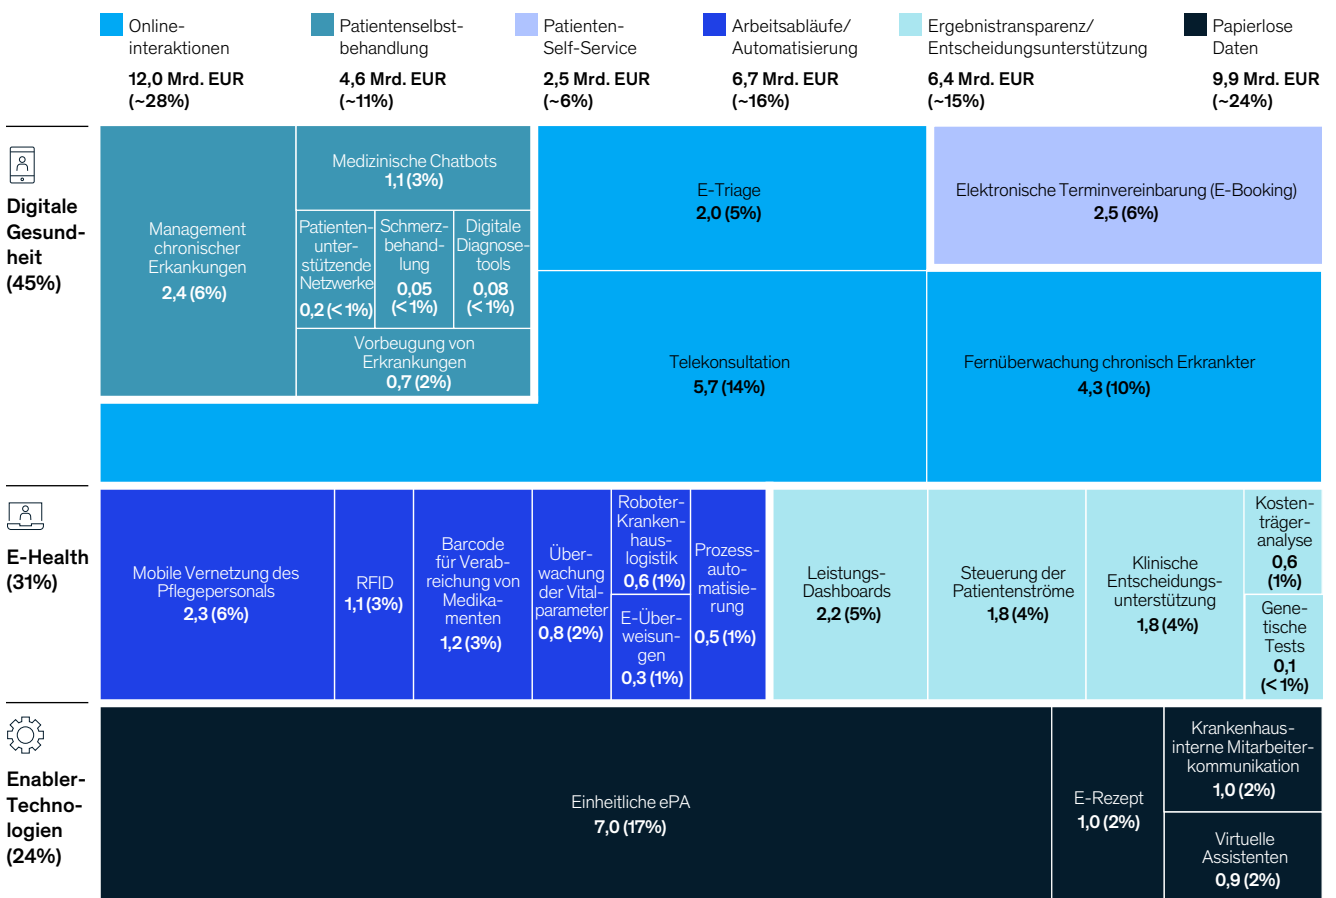 Online-
interaktionen
12,0 Mrd. EUR
(~28%)
Patientenselbst-
behandlung
4,6 Mrd. EUR
(~11%)
Patienten-
Self-Service
2,5 Mrd. EUR
(~6%)
Arbeitsabläufe/
Automatisierung
6,7 Mrd. EUR
(~16%)
Ergebnistransparenz/
Entscheidungsunterstützung
6,4 Mrd. EUR
(~15%)
Papierlose
Daten
9,9 Mrd. EUR
(~24%)
Digitale
Gesund-
heit
(45%)
Management
chronischer
Erkankungen
2,4 (6%)
Medizinische Chatbots
1,1 (3%)
Patienten-
unter-
stützende
Netzwerke
0,2 (< 1%)
Schmerz-
behand-
lung
0,05
(< 1%)
Digitale
Diagnose-
tools
0,08
(< 1%)
Vorbeugung von
Erkrankungen
0,7 (2%)
E-Triage
2,0 (5%)
Elektronische Terminvereinbarung (E-Booking)
2,5 (6%)
Telekonsultation
5,7 (14%)
Fernüberwachung chronisch Erkrankter
4,3 (10%)
E-Health
(31%)
Mobile Vernetzung des
Pflegepersonals
2,3 (6%)
RFID
1,1 (3%)
Barcode
für Verab-
reichung von
Medika-
menten
1,2 (3%)
Über-
wachung
der Vital-
parameter
0,8 (2%)
Roboter-
Kranken-
haus-
logistik
0,6 (1%)
E-Über-
weisun-
gen
0,3 (1%)
Prozess-
auto-
matisie-
rung
0,5 (1%)
Leistungs-
Dashboards
2,2 (5%)
Steuerung der
Patientenströme
1,8 (4%)
Klinische
Entscheidungs-
unterstützung
1,8 (4%)
Kosten-
träger-
analyse
0,6
(1%)
Gene-
tische
Tests
0,1
(< 1%)
Enabler-
Techno-
logien
(24%)
Einheitliche ePA
7,0 (17%)
E-Rezept
1,0 (2%)
Krankenhaus-
interne Mitarbeiter-
kommunikation
1,0 (2%)
Virtuelle
Assistenten
0,9 (2%)